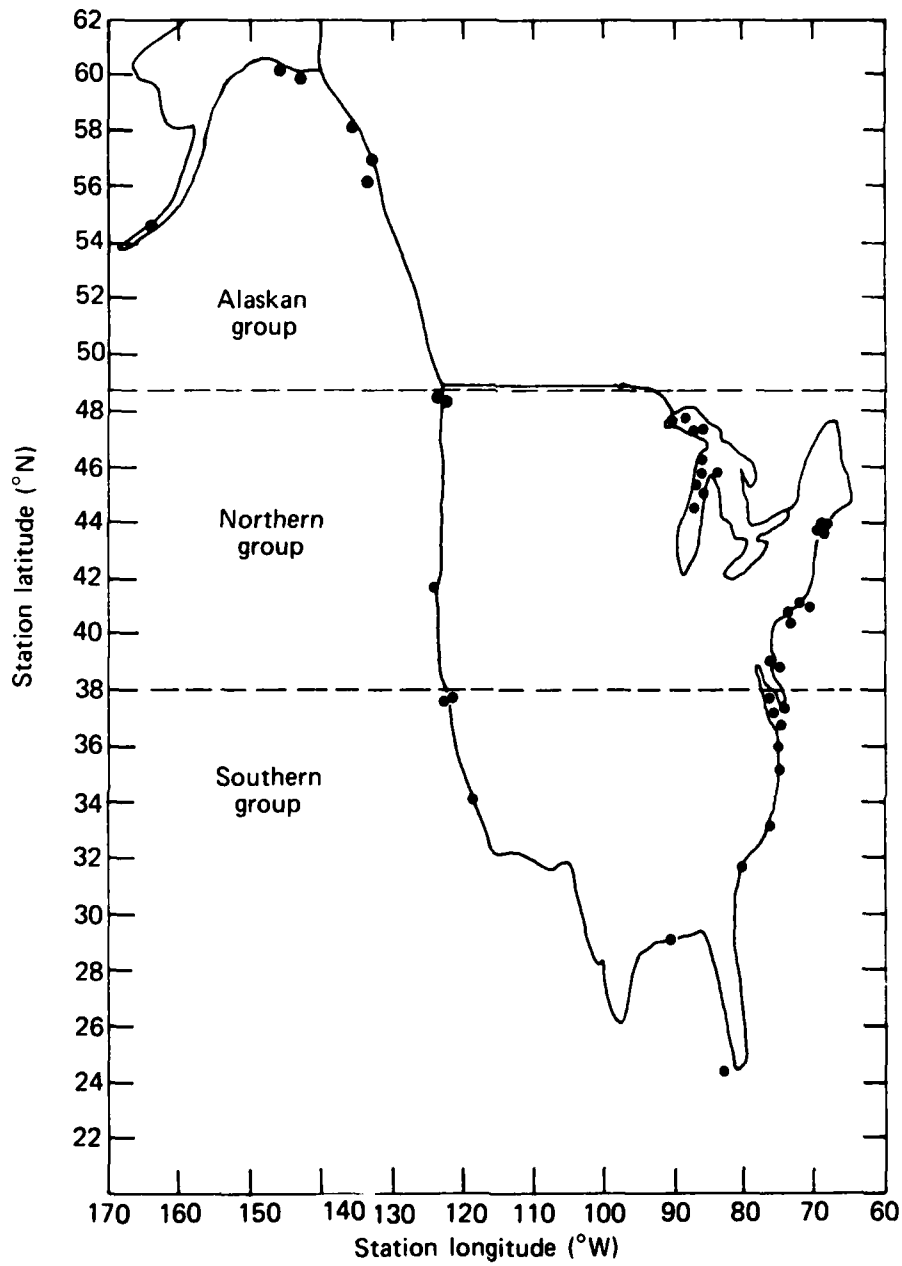 62
60
58
56
54
52
50
48
46
44
42
40
38
36
34
32
30
28
26
24
22
Station latitude (°N)
Alaskan
group
Northern
group
Southern
group
170 160 150 140 130 120 110 100 90 80 70 60
Station longitude (°W)